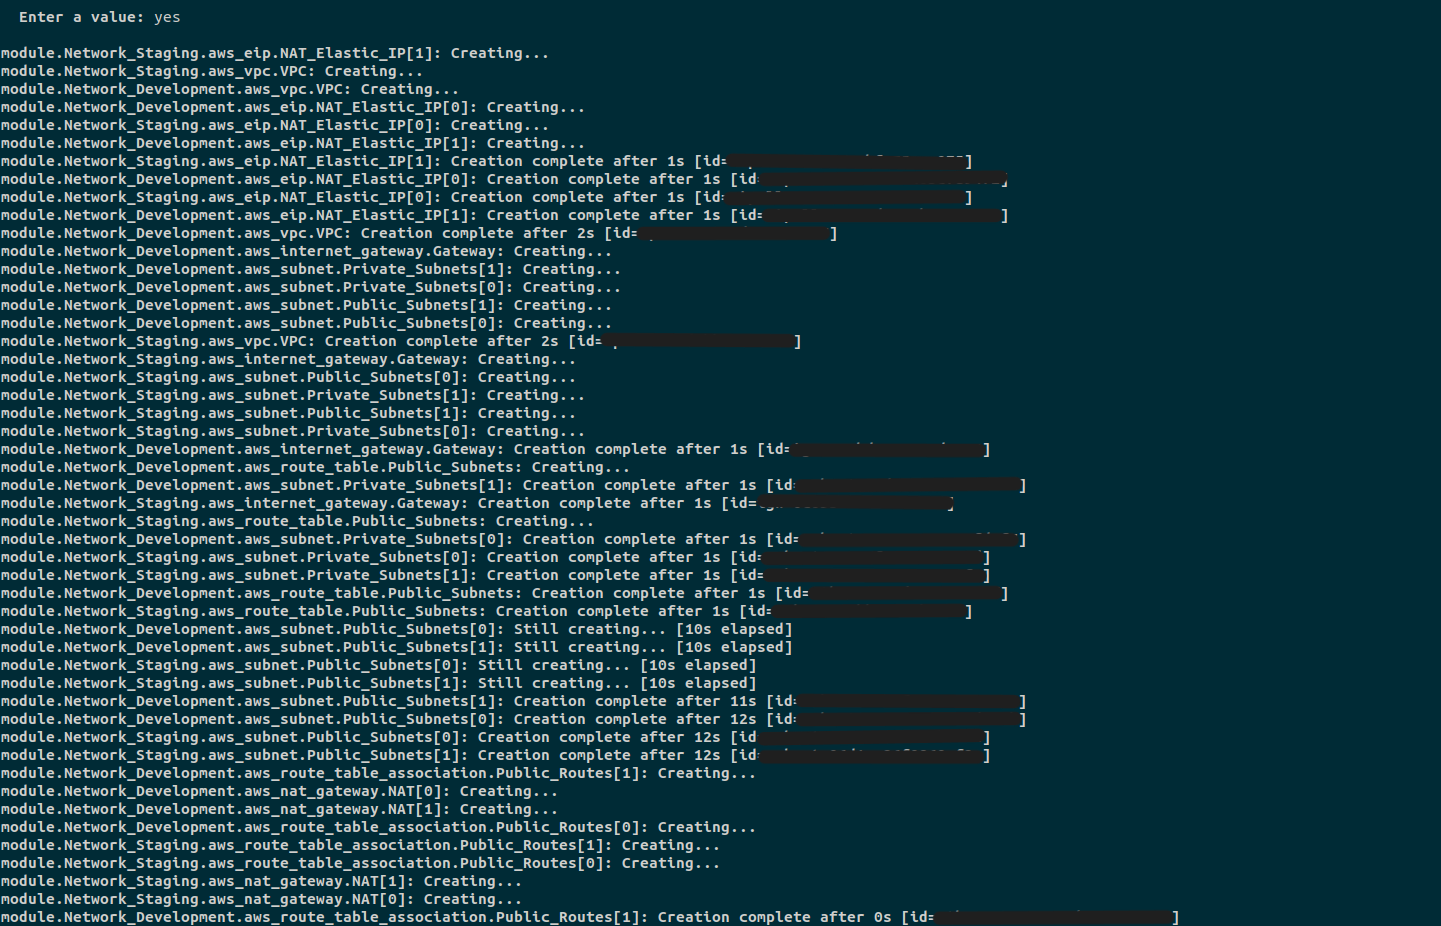 Enter a value: yes
module.Network_Staging.aws_eip.NAT_Elastic_IP[1]: Creating...
module.Network_Staging.aws_vpc.VPC: Creating...
module.Network_Development.aws_vpc.VPC: Creating...
module.Network_Development.aws_eip.NAT_Elastic_IP[0]: Creating...
module.Network_Staging.aws_eip.NAT_Elastic_IP[0]: Creating...
module.Network_Development.aws_eip.NAT_Elastic_IP[1]: Creating...
module.Network_Staging.aws_eip.NAT_Elastic_IP[1]: Creation complete after 1s [id=]
module.Network_Development.aws_eip.NAT_Elastic_IP[0]: Creation complete after 1s [id=]
module.Network_Staging.aws_eip.NAT_Elastic_IP[0]: Creation complete after 1s [id=]
module.Network_Development.aws_eip.NAT_Elastic_IP[1]: Creation complete after 1s [id=]
module.Network_Development.aws_vpc.VPC: Creation complete after 2s [id=]
module.Network_Development.aws_internet_gateway.Gateway: Creating...
module.Network_Development.aws_subnet.Private_Subnets[1]: Creating...
module.Network_Development.aws_subnet.Private_Subnets[0]: Creating...
module.Network_Development.aws_subnet.Public_Subnets[1]: Creating...
module.Network_Development.aws_subnet.Public_Subnets[0]: Creating...
module.Network_Staging.aws_vpc.VPC: Creation complete after 2s [id=]
module.Network_Staging.aws_internet_gateway.Gateway: Creating...
module.Network_Staging.aws_subnet.Public_Subnets[0]: Creating...
module.Network_Staging.aws_subnet.Private_Subnets[1]: Creating...
module.Network_Staging.aws_subnet.Public_Subnets[1]: Creating...
module.Network_Staging.aws_subnet.Private_Subnets[0]: Creating...
module.Network_Development.aws_internet_gateway.Gateway: Creation complete after 1s [id=]
module.Network_Development.aws_route_table.Public_Subnets: Creating...
module.Network_Development.aws_subnet.Private_Subnets[1]: Creation complete after 1s [id=]
module.Network_Staging.aws_internet_gateway.Gateway: Creation complete after 1s [id=]
module.Network_Staging.aws_route_table.Public_Subnets: Creating...
module.Network_Development.aws_subnet.Private_Subnets[0]: Creation complete after 1s [id=]
module.Network_Staging.aws_subnet.Private_Subnets[0]: Creation complete after 1s [id=]
module.Network_Staging.aws_subnet.Private_Subnets[1]: Creation complete after 1s [id=]
module.Network_Development.aws_route_table.Public_Subnets: Creation complete after 1s [id=]
module.Network_Staging.aws_route_table.Public_Subnets: Creation complete after 1s [id=]
module.Network_Development.aws_subnet.Public_Subnets[0]: Still creating... [10s elapsed]
module.Network_Development.aws_subnet.Public_Subnets[1]: Still creating... [10s elapsed]
module.Network_Staging.aws_subnet.Public_Subnets[0]: Still creating... [10s elapsed]
module.Network_Staging.aws_subnet.Public_Subnets[1]: Still creating... [10s elapsed]
module.Network_Development.aws_subnet.Public_Subnets[1]: Creation complete after 11s [id=]
module.Network_Development.aws_subnet.Public_Subnets[0]: Creation complete after 12s [id=]
module.Network_Staging.aws_subnet.Public_Subnets[0]: Creation complete after 12s [id=]
module.Network_Staging.aws_subnet.Public_Subnets[1]: Creation complete after 12s [id=]
module.Network_Development.aws_route_table_association.Public_Routes[1]: Creating...
module.Network_Development.aws_nat_gateway.NAT[0]: Creating...
module.Network_Development.aws_nat_gateway.NAT[1]: Creating...
module.Network_Development.aws_route_table_association.Public_Routes[0]: Creating...
module.Network_Staging.aws_route_table_association.Public_Routes[1]: Creating...
module.Network_Staging.aws_route_table_association.Public_Routes[0]: Creating...
module.Network_Staging.aws_nat_gateway.NAT[1]: Creating...
module.Network_Staging.aws_nat_gateway.NAT[0]: Creating...
module.Network_Development.aws_route_table_association.Public_Routes[1]: Creation complete after 0s [id=]